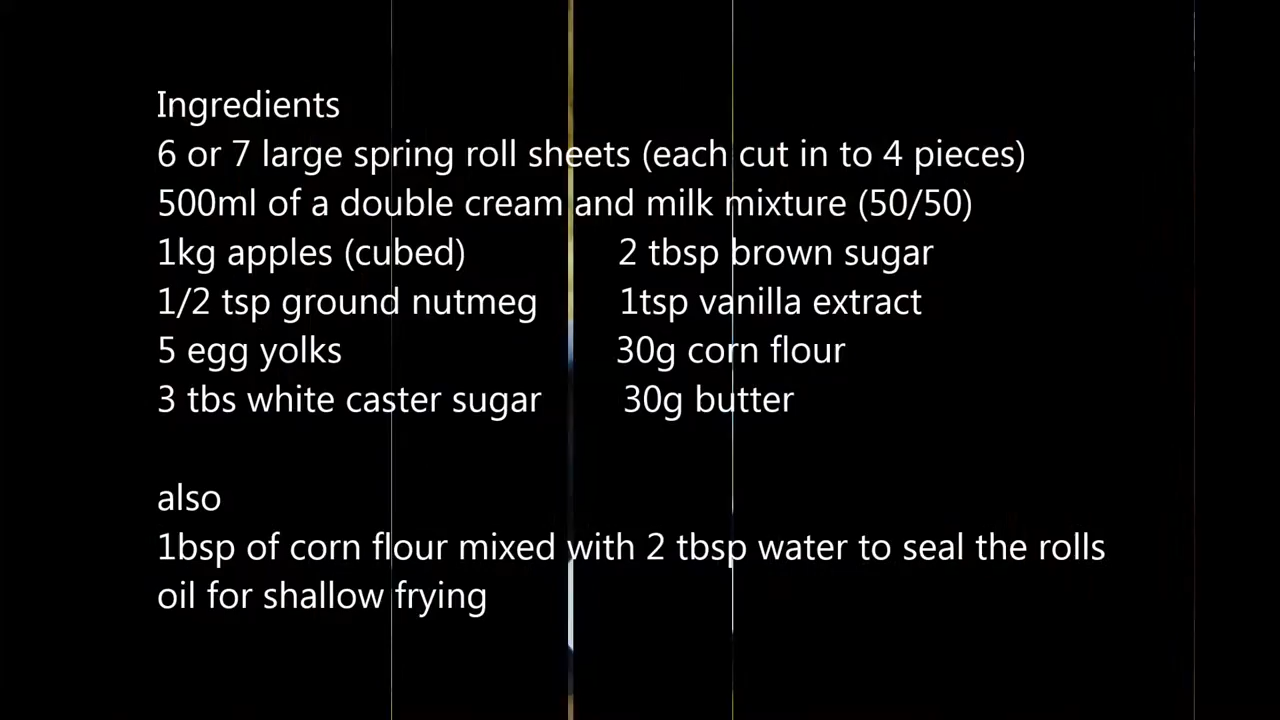 Ingredients
6 or 7 large spring roll sheets (each cut in to 4 pieces)
500ml of a double cream and milk mixture (50/50)
1kg apples (cubed) 2 tbsp brown sugar
1/2 tsp ground nutmeg 1tsp vanilla extract
5 egg yolks 30g corn flour
3 tbs white caster sugar 30g butter
also
1bsp of corn flour mixed with 2 tbsp water to seal the rolls
oil for shallow frying